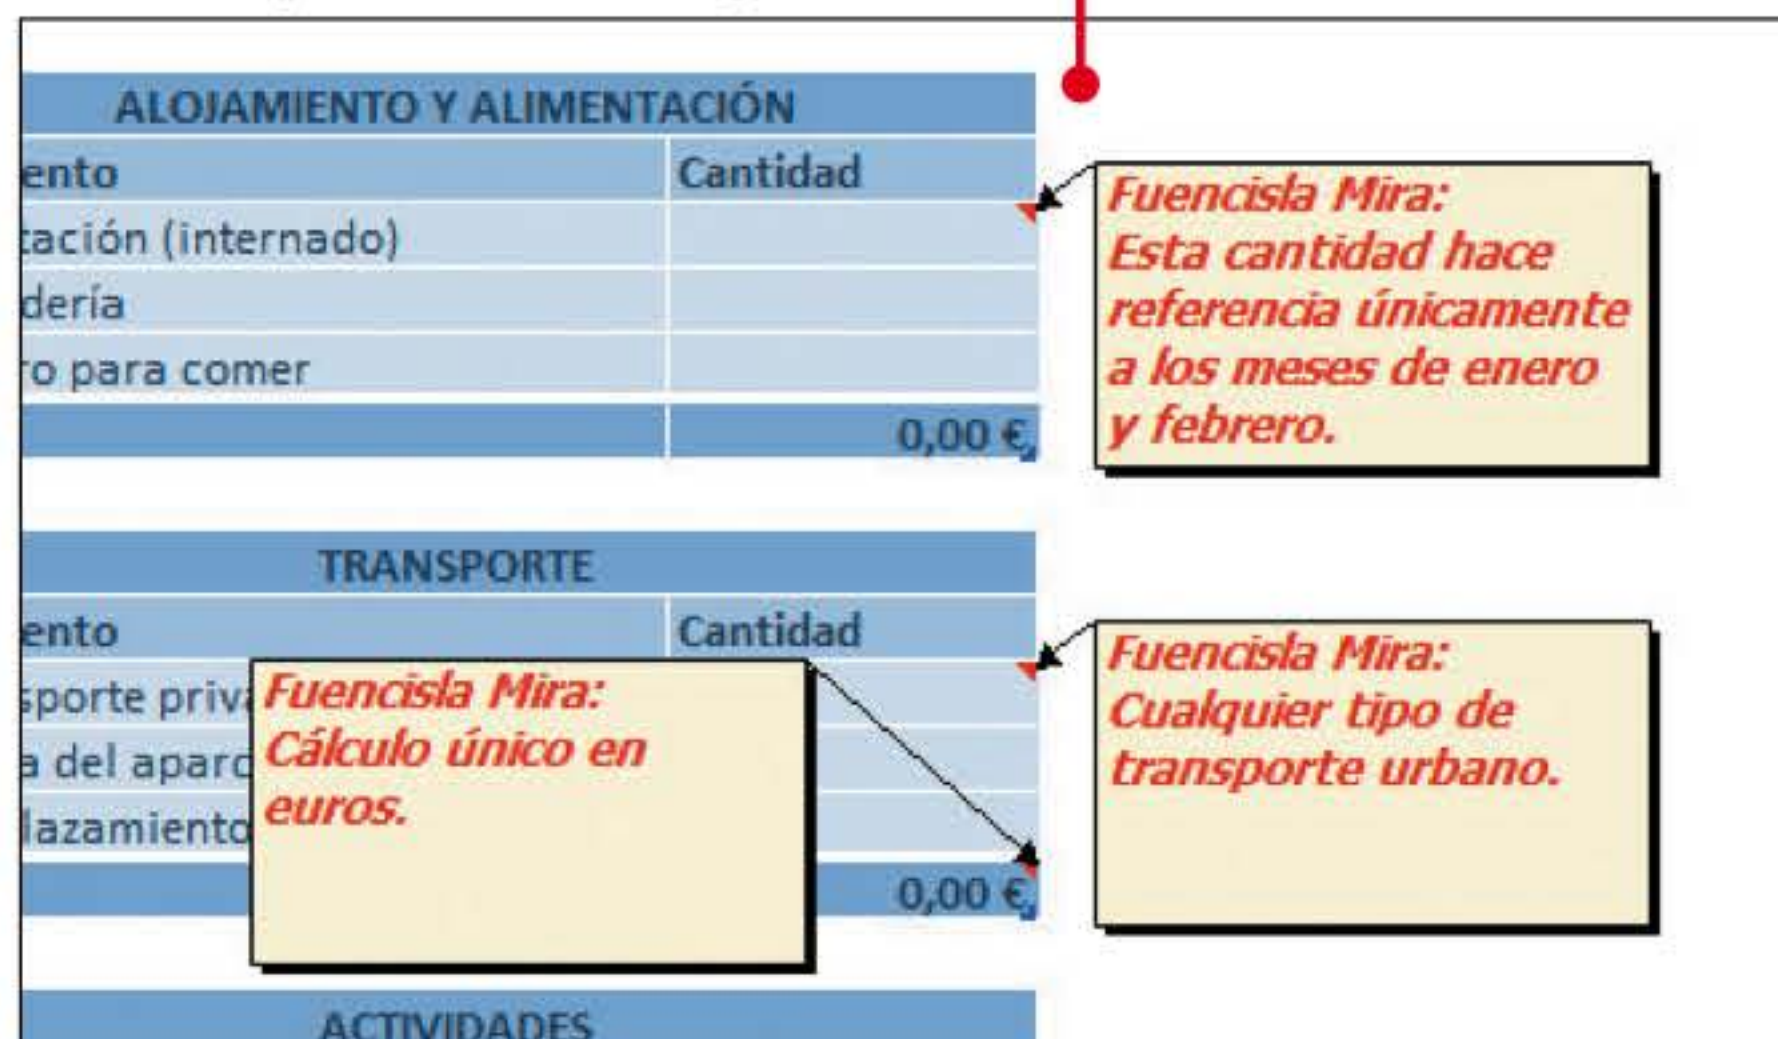 ALOJAMIENTO Y ALIMENTACIÓN
ento Cantidad
tación (internado)
dería
ro para comer
0,00 €
Fuencisla Mira:
Esta cantidad hace
referencia únicamente
a los meses de enero
y febrero.
TRANSPORTE
ento Cantidad
sporte priva
a del aparc
lazamiento
0,00 €
Fuencisla Mira:
Cálculo único en
euros.
Fuencisla Mira:
Cualquier tipo de
transporte urbano.
ACTIVIDADES